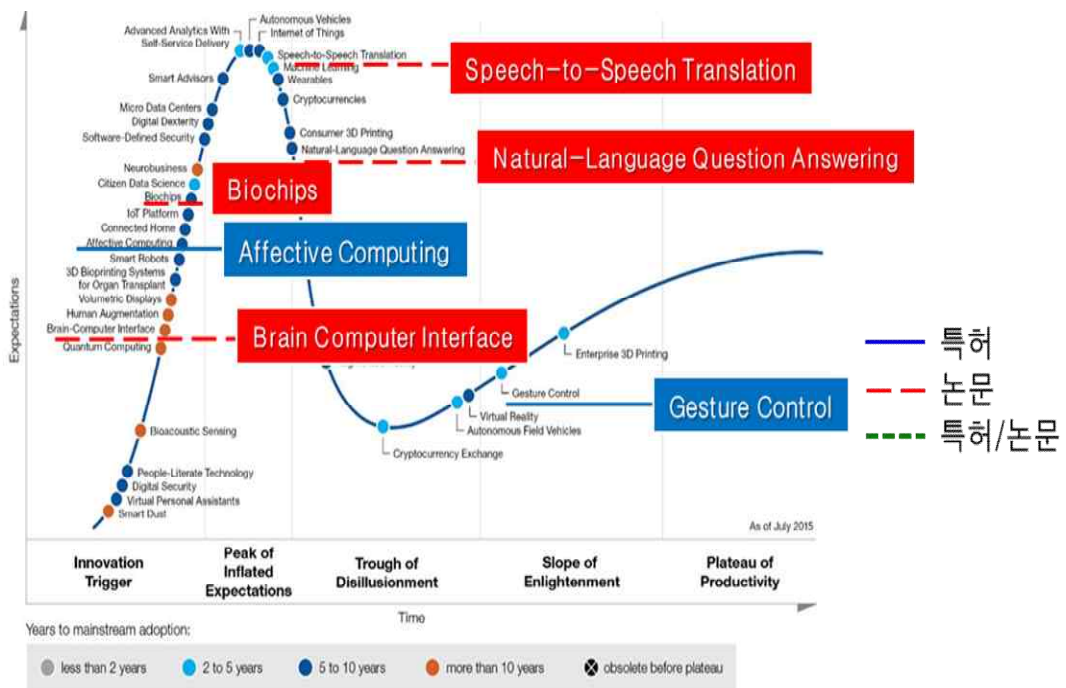 Autonomous Vehicles
Advanced Analytics With
Self-Service Delivery
Internet of Things
Speech-to-Speech Translation
Machine Learning
Wearables
Smart Advisors
Cryptocurrencies
Micro Data Centers
Digital Dexterity
Software-Defined Security
Consumer 3D Printing
Natural-Language Question Answering
Neurobusiness
Citizen Data Science
Biochips
IoT Platform
Connected Home
Affective Computing
Smart Robots
3D Bioprinting Systems
for Organ Transplant
Volumetric Displays
Human Augmentation
Brain-Computer Interface
Quantum Computing
Bioacoustic Sensing
People-Literate Technology
Digital Security
Virtual Personal Assistants
Smart Dust
Enterprise 3D Printing
Gesture Control
Virtual Reality
Autonomous Field Vehicles
Cryptocurrency Exchange
Speech-to-Speech Translation
Natural-Language Question Answering
Biochips
Affective Computing
Brain Computer Interface
Gesture Control
특허
논문
특허/논문
Expectations
As of July 2015
Innovation
Trigger
Peak of
Inflated
Expectations
Trough of
Disillusionment
Slope of
Enlightenment
Plateau of
Productivity
Time
Years to mainstream adoption:
less than 2 years
2 to 5 years
5 to 10 years
more than 10 years
obsolete before plateau